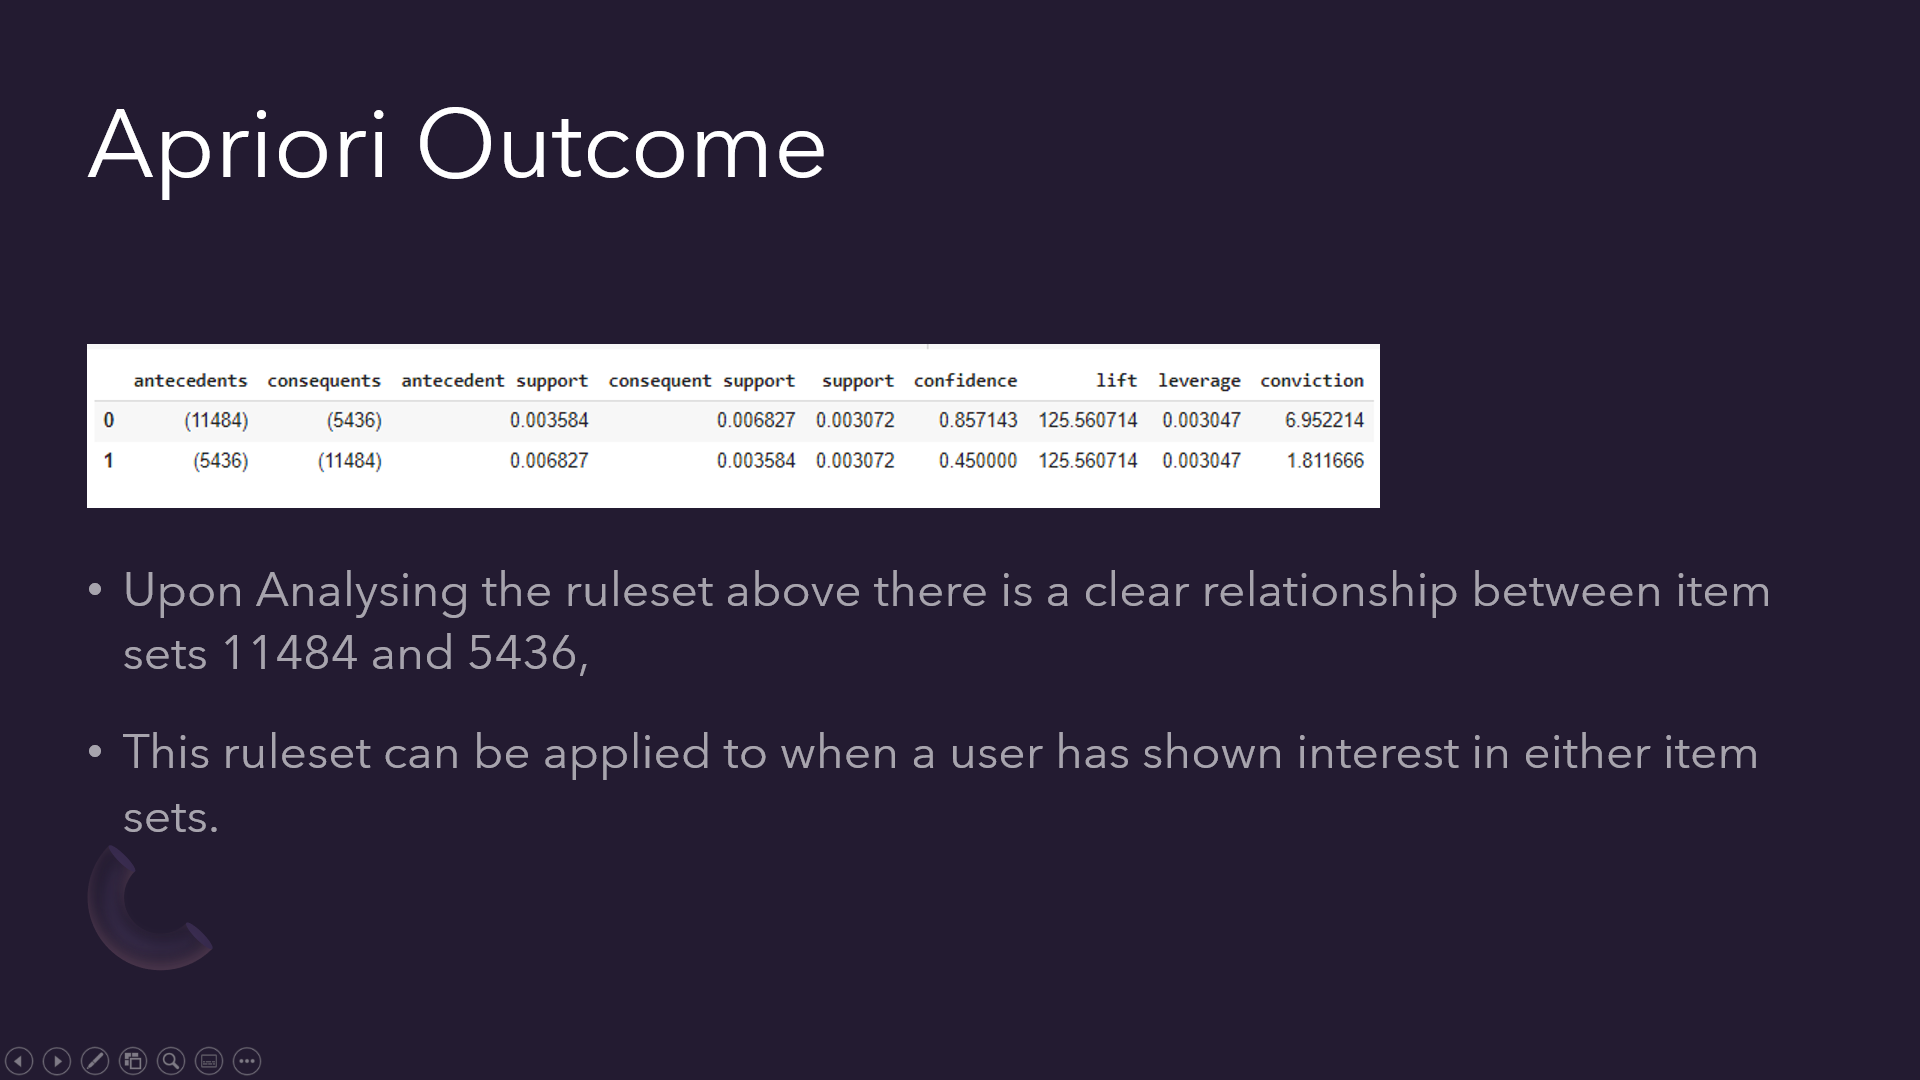 Apriori Outcome
antecedents consequents antecedent support consequent support support confidence lift leverage conviction
0 (11484) (5436) 0.003584 0.006827 0.003072 0.857143 125.560714 0.003047 6.952214
1 (5436) (11484) 0.006827 0.003584 0.003072 0.450000 125.560714 0.003047 1.811666
• Upon Analysing the ruleset above there is a clear relationship between item
sets 11484 and 5436,
• This ruleset can be applied to when a user has shown interest in either item
sets.